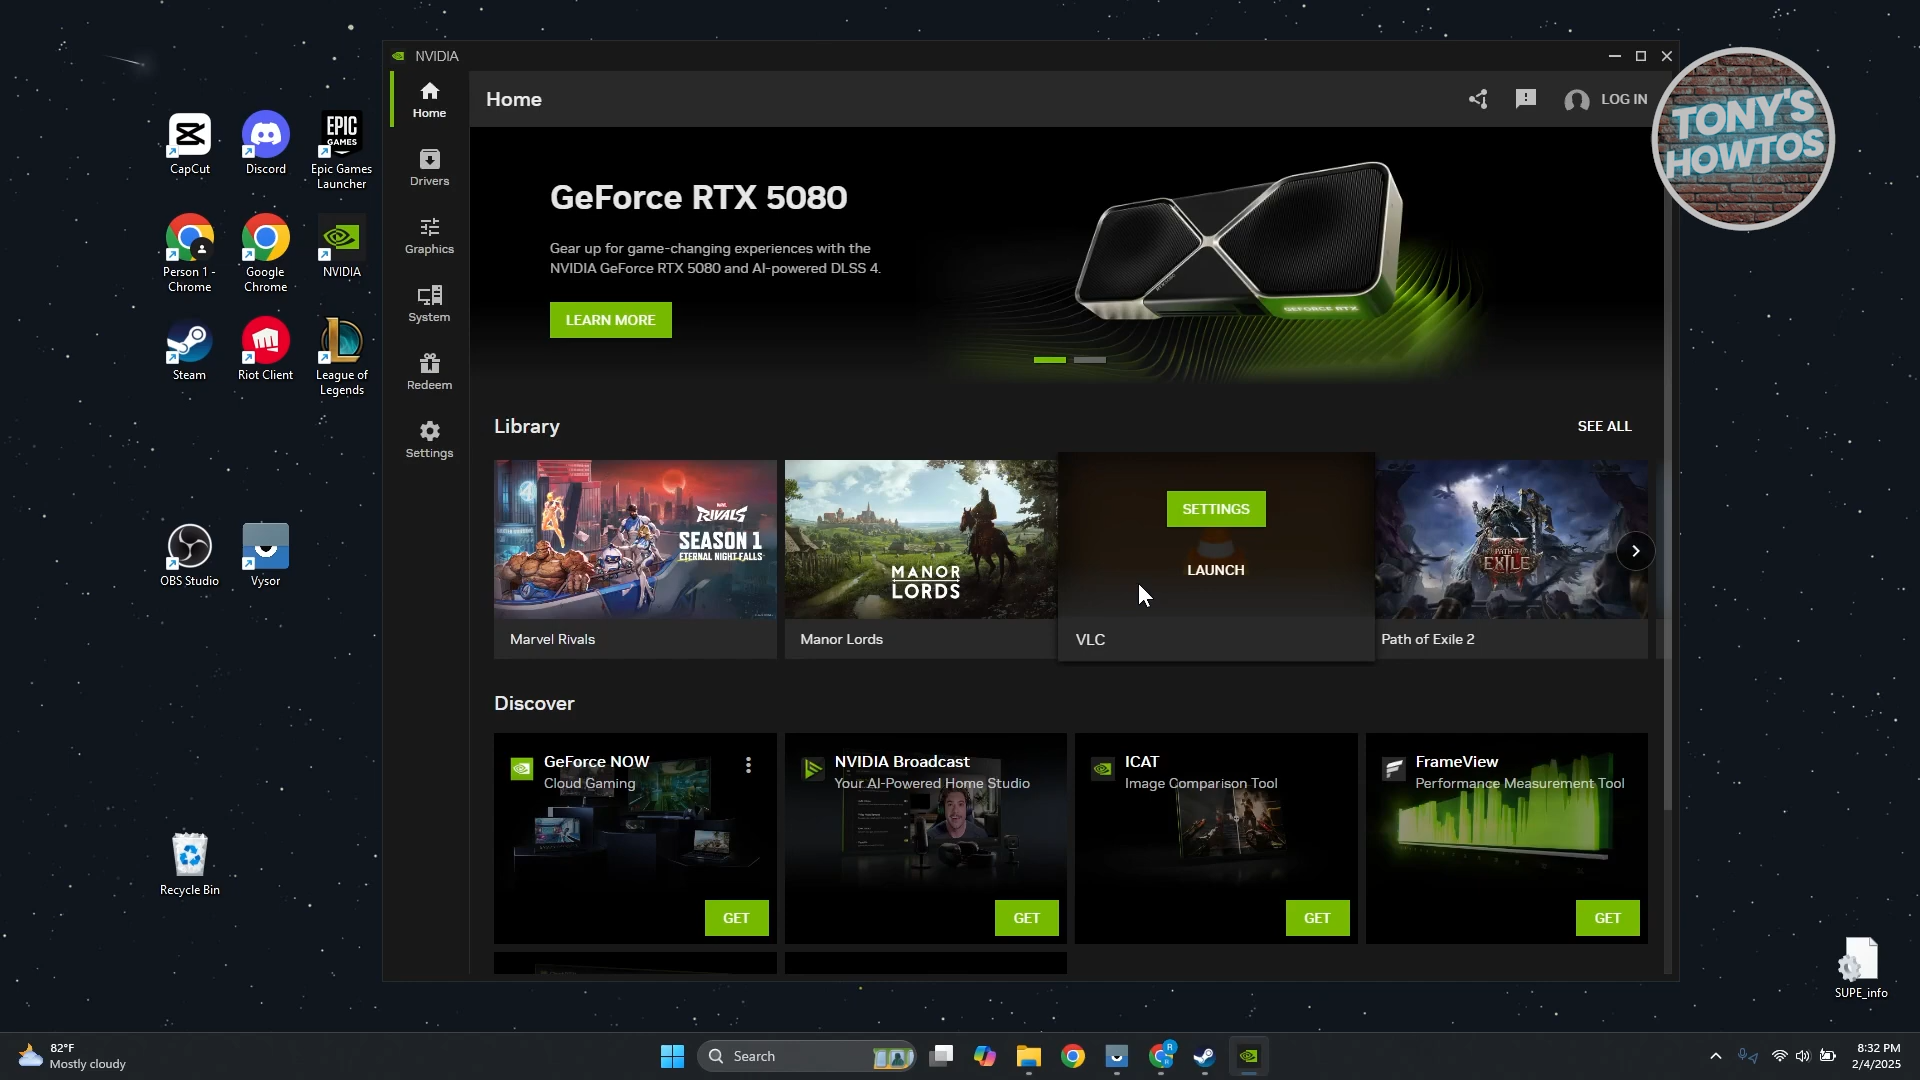 NVIDIA
Home
LOG IN
TONY'S
HOWTOS
Home
Drivers
Graphics
System
Redeem
Settings
CapCut
Discord
EPIC
GAMES
Epic Games
Launcher
Person 1 -
Chrome
Google
Chrome
NVIDIA
Steam
Riot Client
League of
Legends
OBS Studio
Vysor
Recycle Bin
GeForce RTX 5080
Gear up for game-changing experiences with the
NVIDIA GeForce RTX 5080 and AI-powered DLSS 4.
LEARN MORE
GEFORCE RTX
Library
SEE ALL
MARVEL
RIVALS
SEASON 1
ETERNAL NIGHT FALLS
Marvel Rivals
MANOR
LORDS
Manor Lords
SETTINGS
LAUNCH
VLC
PATH OF
EXILE
Path of Exile 2
Discover
GeForce NOW
Cloud Gaming
GET
NVIDIA Broadcast
Your AI-Powered Home Studio
GET
ICAT
Image Comparison Tool
GET
FrameView
Performance Measurement Tool
GET
SUPE_info
82°F
Mostly cloudy
Search
R
8:32 PM
2/4/2025